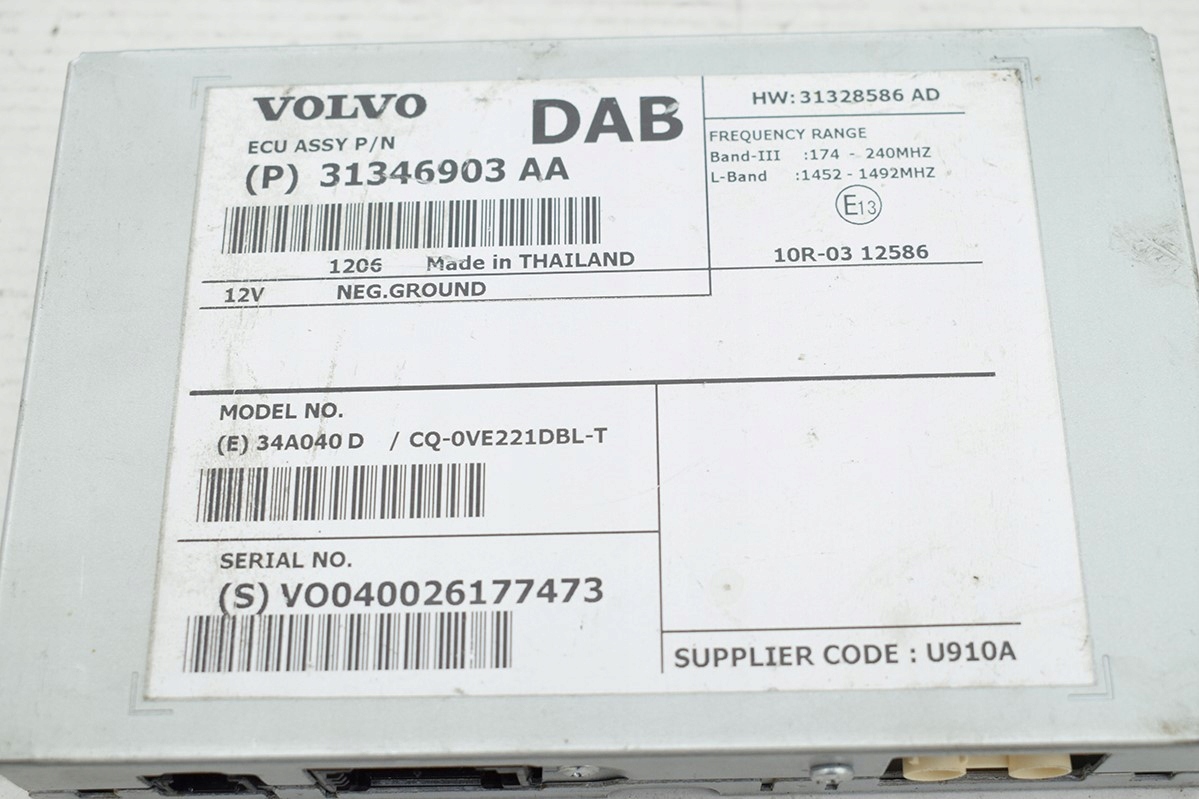 VOLVO
DAB
ECU ASSY P/N
(P) 31346903 AA
1206 Made in THAILAND
12V NEG.GROUND
HW: 31328586 AD
FREQUENCY RANGE
Band-III :174 - 240MHZ
L-Band :1452 - 1492MHZ
E13
10R-03 12586
MODEL NO.
(E) 34A040 D / CQ-0VE221DBL-T
SERIAL NO.
(S) VO040026177473
SUPPLIER CODE : U910A